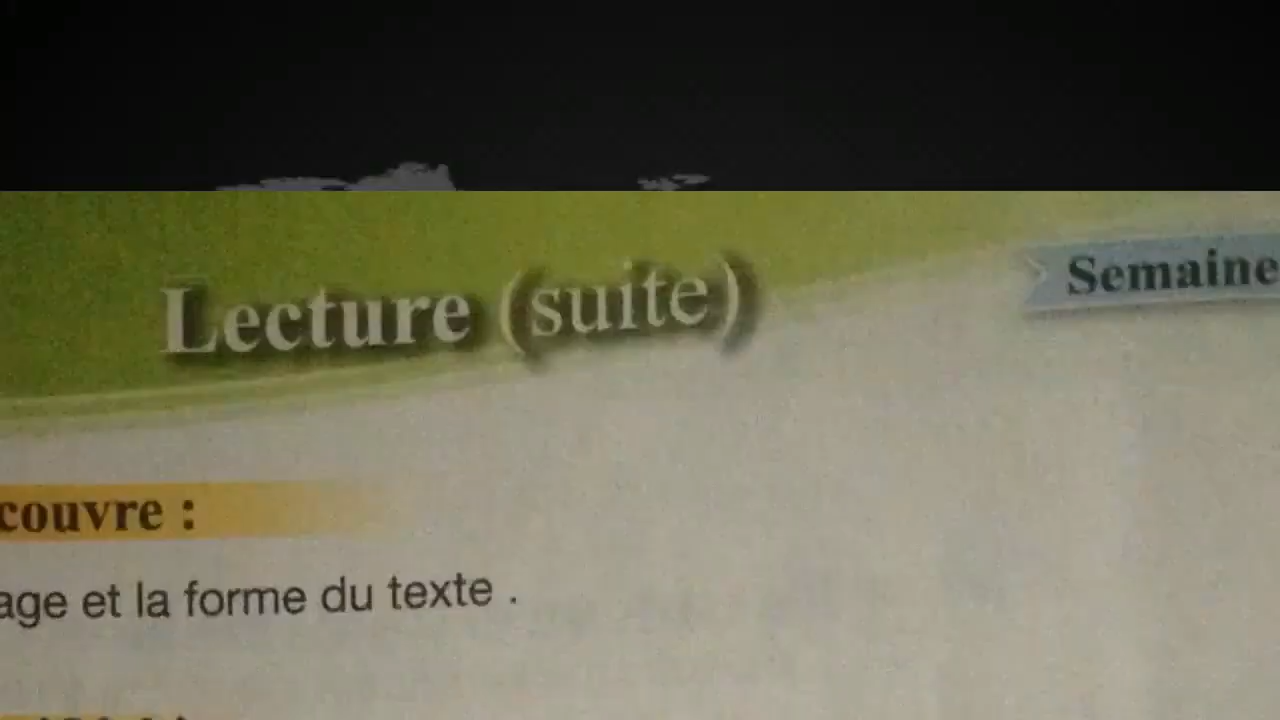 Lecture (suite)
Semaine
couvre :
age et la forme du texte .